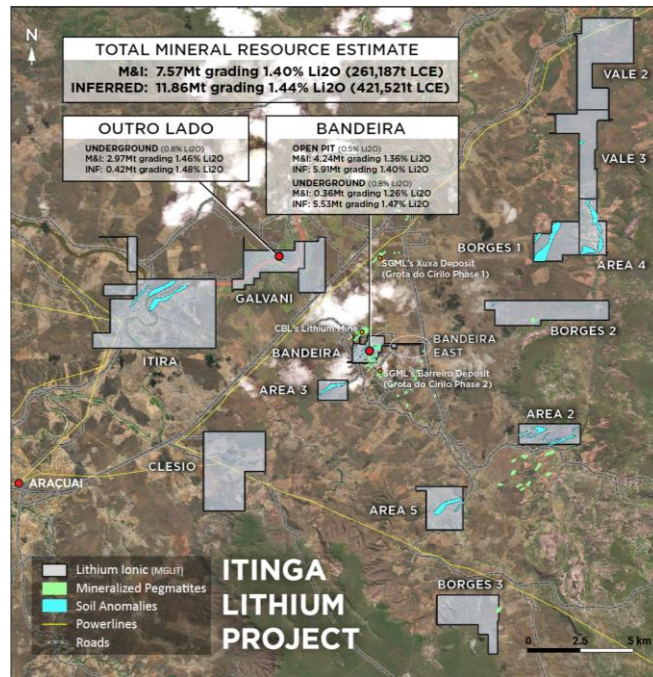 N
TOTAL MINERAL RESOURCE ESTIMATE
M&I: 7.57Mt grading 1.40% Li2O (261,187t LCE)
INFERRED: 11.86Mt grading 1.44% Li2O (421,521t LCE)
OUTRO LADO
UNDERGROUND (0.8% Li2O)
M&I: 2.97Mt grading 1.46% Li2O
INF: 0.42Mt grading 1.48% Li2O
BANDEIRA
OPEN PIT (0.5% Li2O)
M&I: 4.24Mt grading 1.36% Li2O
INF: 5.91Mt grading 1.40% Li2O
UNDERGROUND (0.8% Li2O)
M&I: 0.36Mt grading 1.26% Li2O
INF: 5.53Mt grading 1.47% Li2O
VALE 2
VALE 3
BORGES 1
AREA 4
SGML's Xuxa Deposit
(Grota do Cirilo Phase 1)
GALVANI
BORGES 2
CBL's Lithium Mine
ITIRA
BANDEIRA
BANDEIRA
EAST
SGML's Barreiro Deposit
(Grota do Cirilo Phase 2)
AREA 3
AREA 2
CLESIO
ARAÇUAI
AREA 5
Lithium Ionic (MGLIT)
Mineralized Pegmatites
Soil Anomalies
Powerlines
Roads
ITINGA
LITHIUM
PROJECT
BORGES 3
0 2.5 5 km